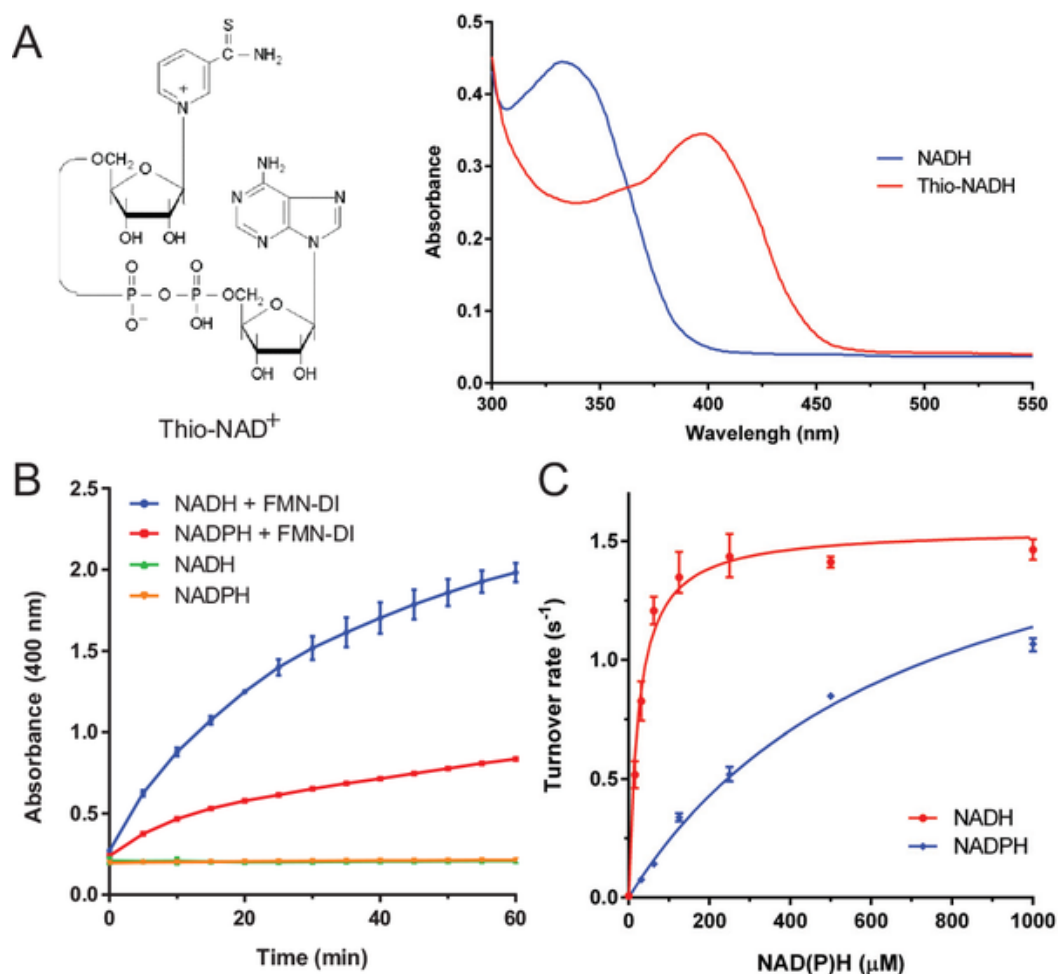 A
S
C
NH2
N
+
OCH2
O
OH OH
NH2
N
N
N
N
O
P
O
O
P
O–
OH
OCH2
O
OH OH
Thio-NAD+
0.5
0.4
0.3
0.2
0.1
0.0
Absorbance
300 350 400 450 500 550
Wavelengh (nm)
NADH
Thio-NADH
B
2.5
2.0
1.5
1.0
0.5
0.0
Absorbance (400 nm)
NADH + FMN-DI
NADPH + FMN-DI
NADH
NADPH
0 20 40 60
Time (min)
C
1.5
1.0
0.5
0.0
Turnover rate (s-1)
NADH
NADPH
0 200 400 600 800 1000
NAD(P)H (μM)